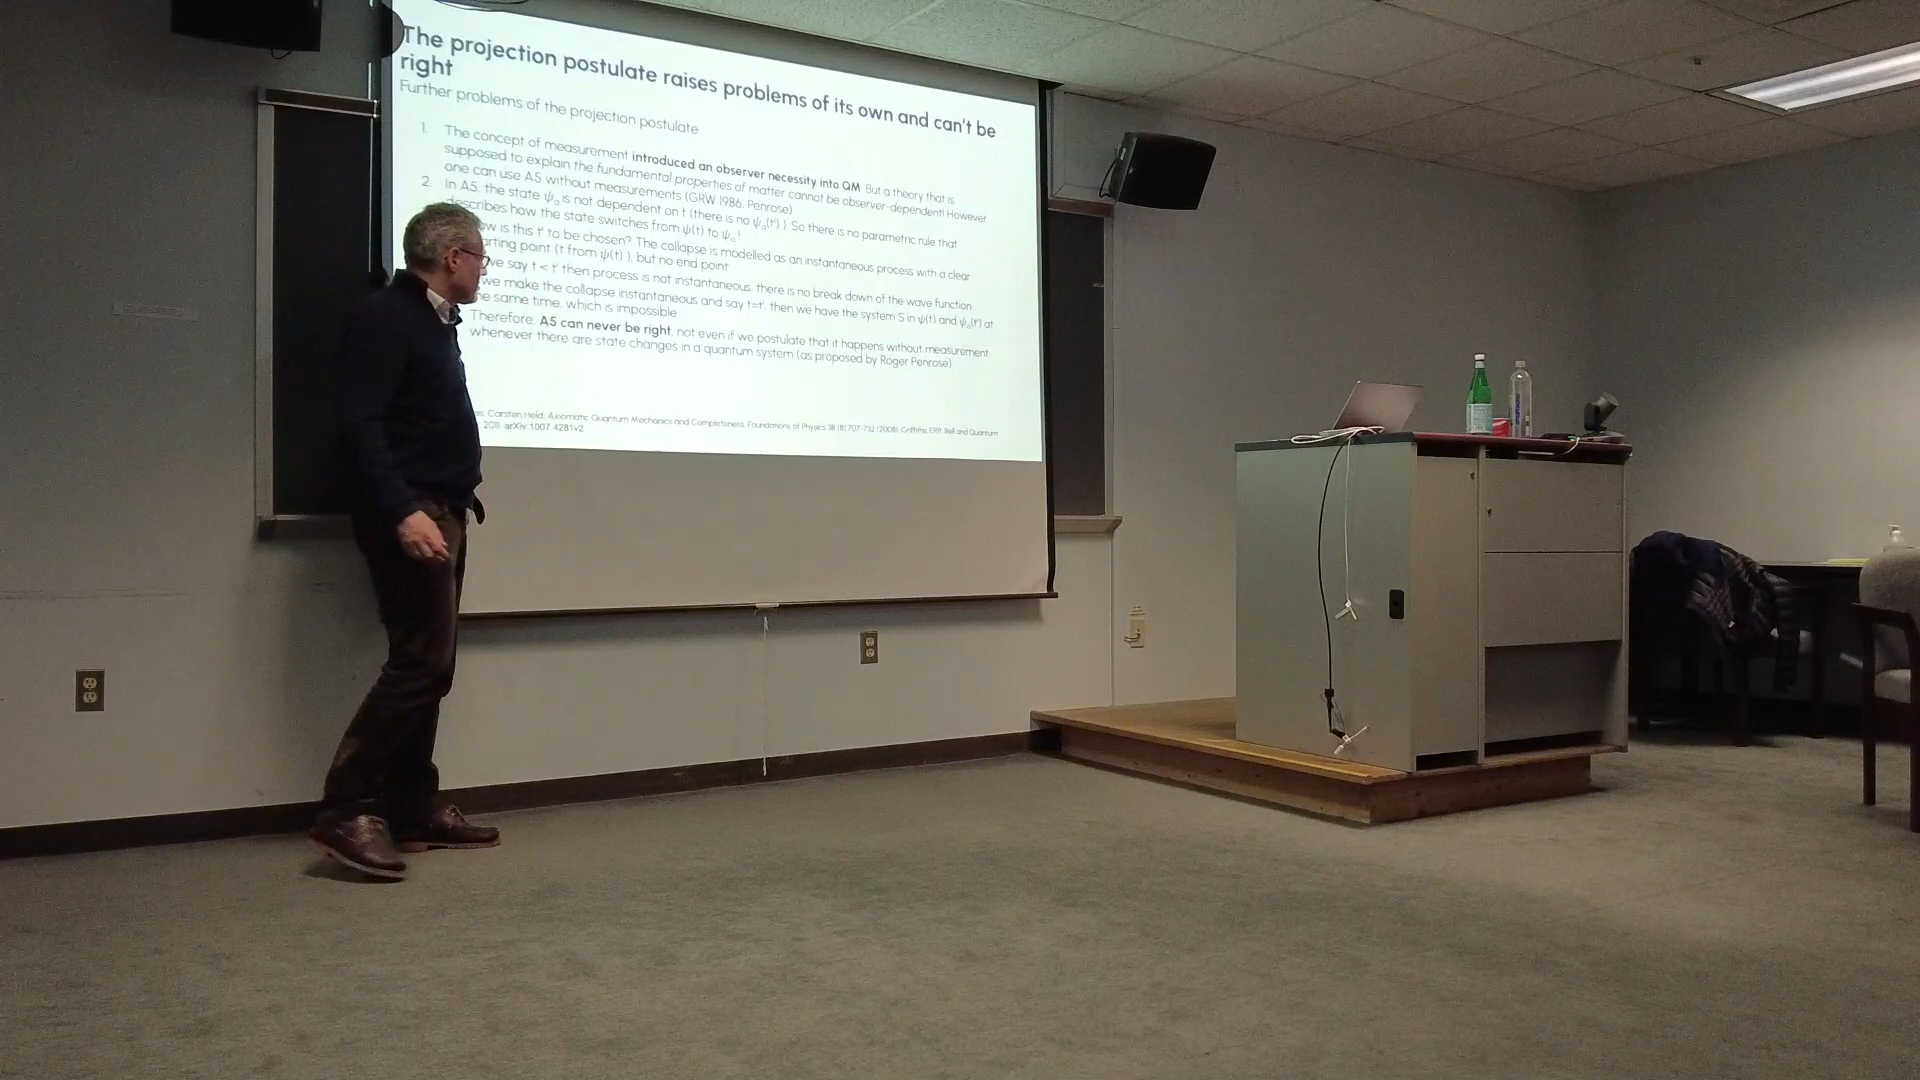 The projection postulate raises problems of its own and can't be
right
Further problems of the projection postulate
1. The concept of measurement introduced an observer necessity into QM. But a theory that is
supposed to explain the fundamental properties of matter cannot be observer-dependent! However,
one can use A5 without measurements (GRW 1986, Penrose)
2. In A5, the state ψₐ is not dependent on t (there is no ψₐ(t') ). So there is no parametric rule that
describes how the state switches from ψ(t) to ψₐ !
is this t' to be chosen? The collapse is modelled as an instantaneous process with a clear
point (t from ψ(t) ), but no end point
we say t < t' then process is not instantaneous, there is no break down of the wave function
we make the collapse instantaneous and say t=t', then we have the system S in ψ(t) and ψₐ(t') at
same time, which is impossible
Therefore, A5 can never be right, not even if we postulate that it happens without measurement
whenever there are state changes in a quantum system (as proposed by Roger Penrose)
Carsten Held, Axiomatic Quantum Mechanics and Completeness, Foundations of Physics 38 (8):707-732 (2008); Griffiths, EPR, Bell and Quantum
2011, arXiv:1007.4281v2